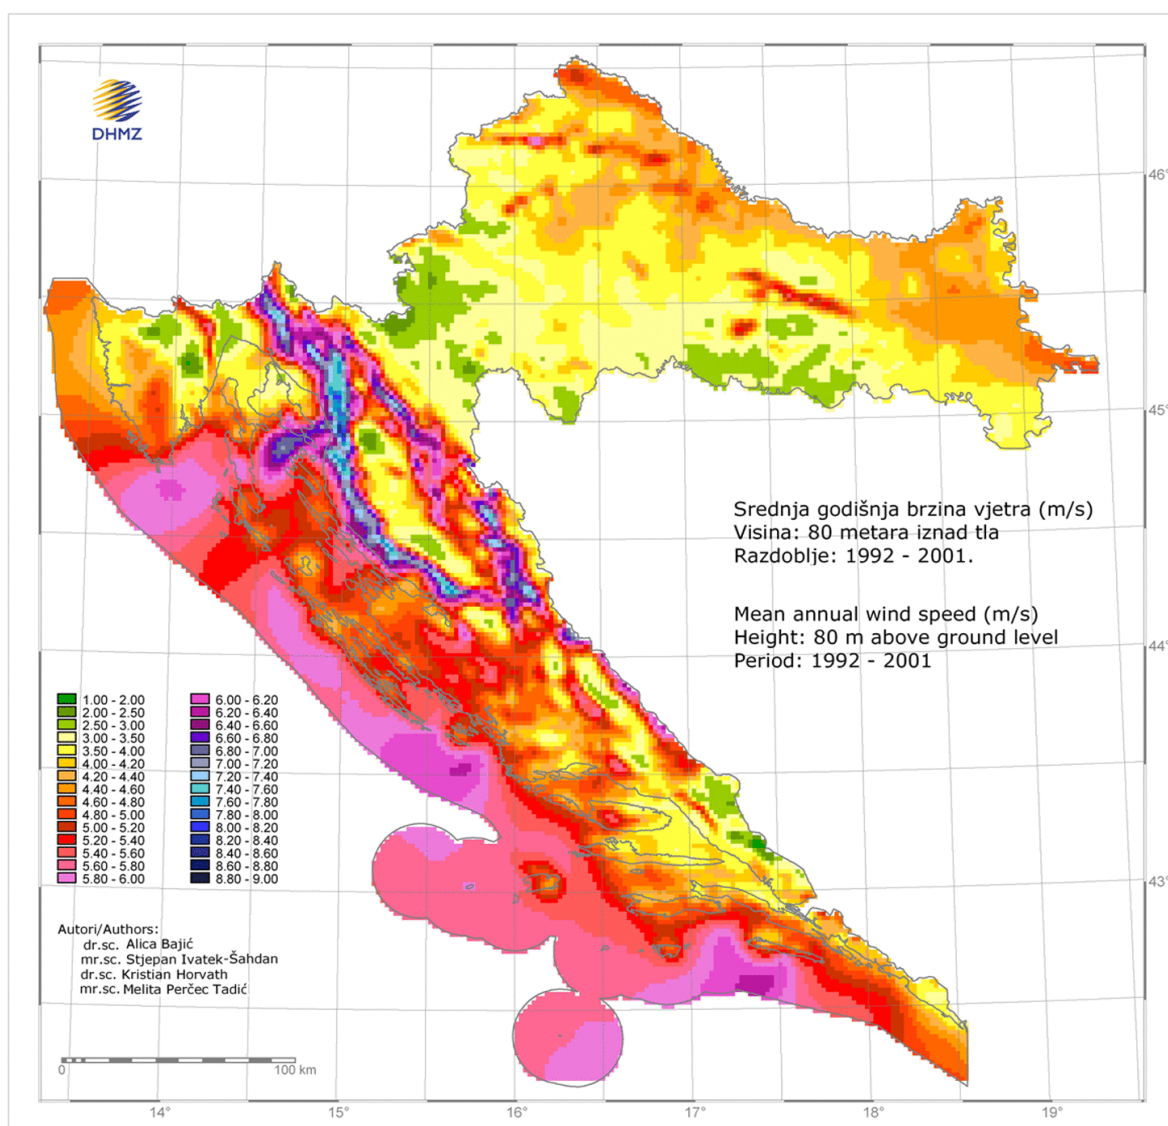 DHMZ
46°
45°
Srednja godišnja brzina vjetra (m/s)
Visina: 80 metara iznad tla
Razdoblje: 1992 - 2001.
Mean annual wind speed (m/s)
Height: 80 m above ground level
Period: 1992 - 2001
44°
1.00 - 2.00
2.00 - 2.50
2.50 - 3.00
3.00 - 3.50
3.50 - 4.00
4.00 - 4.20
4.20 - 4.40
4.40 - 4.60
4.60 - 4.80
4.80 - 5.00
5.00 - 5.20
5.20 - 5.40
5.40 - 5.60
5.60 - 5.80
5.80 - 6.00
6.00 - 6.20
6.20 - 6.40
6.40 - 6.60
6.60 - 6.80
6.80 - 7.00
7.00 - 7.20
7.20 - 7.40
7.40 - 7.60
7.60 - 7.80
7.80 - 8.00
8.00 - 8.20
8.20 - 8.40
8.40 - 8.60
8.60 - 8.80
8.80 - 9.00
43°
Autori/Authors:
dr.sc. Alica Bajić
mr.sc. Stjepan Ivatek-Šahdan
dr.sc. Kristian Horvath
mr.sc. Melita Perčec Tadić
0 100 km
14° 15° 16° 17° 18° 19°